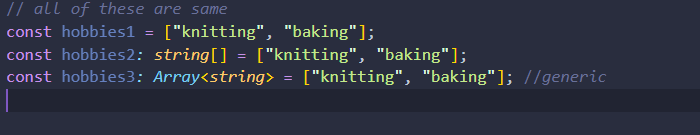 // all of these are same
const hobbies1 = ["knitting", "baking"];
const hobbies2: string[] = ["knitting", "baking"];
const hobbies3: Array<string> = ["knitting", "baking"]; //generic